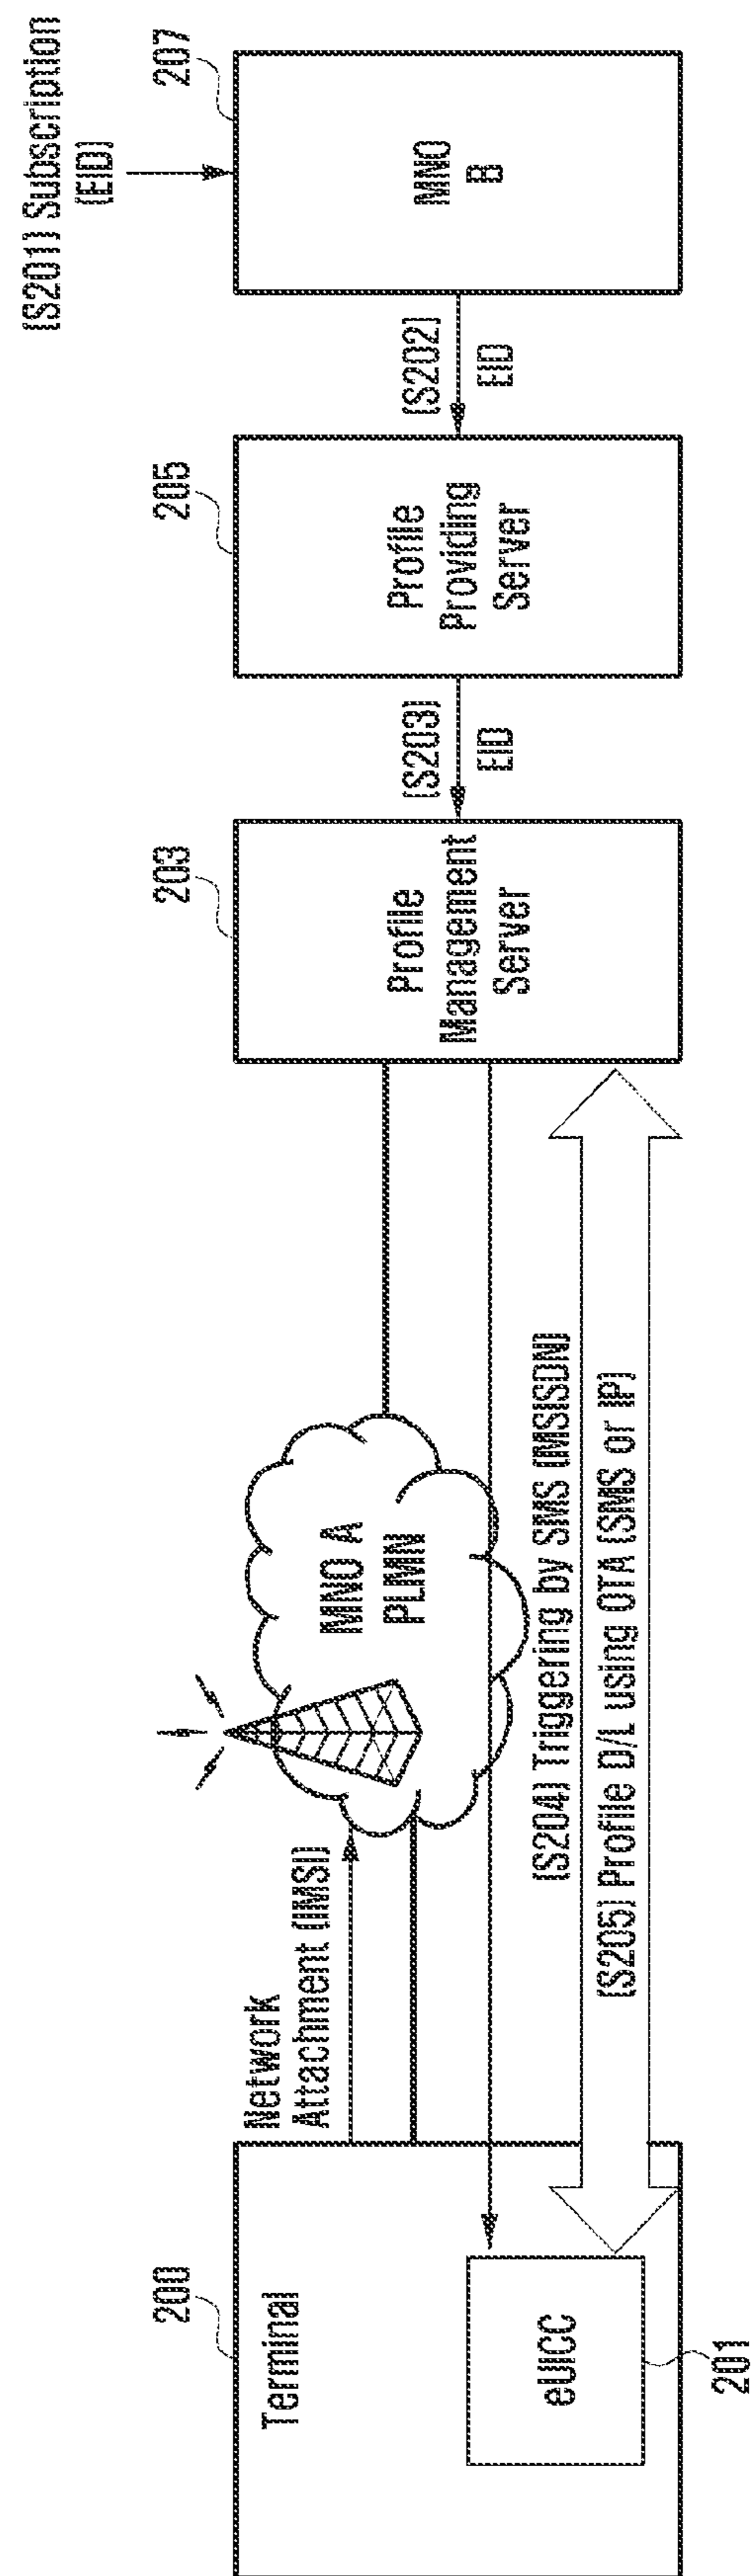 200
Terminal
eUICC
201
Network
Attachment (IMSI)
MNO A
PLMN
(S204) Triggering by SMS (MSISDN)
(S205) Profile D/L using OTA (SMS or IP)
203
Profile
Management
Server
(S203)
EID
205
Profile
Providing
Server
(S202)
EID
(S201) Subscription
(EID)
207
MNO
B